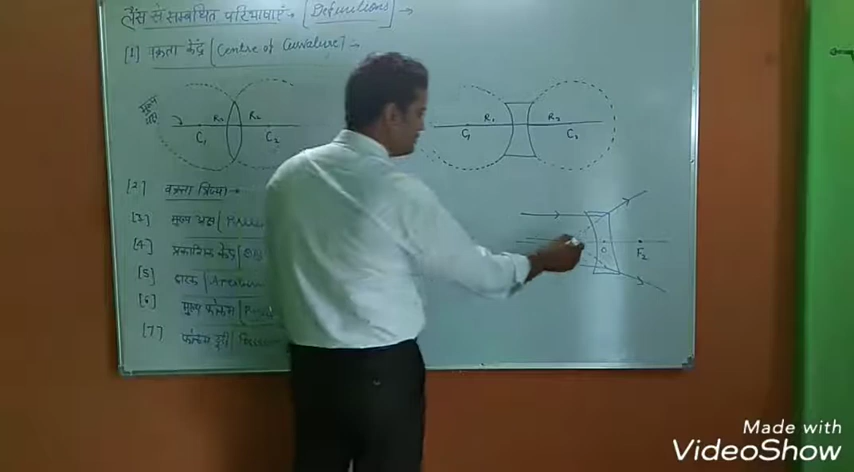 लैंस से सम्बंधित परिभाषाएं - [Definitions] →
[1] वक्रता केंद्र [Centre of Curvature] →
मुख्य अक्ष
R₁ R₂
C₁ C₂
R₁ R₂
C₁ C₂
[2] वक्रता त्रिज्या
[3] मुख्य अक्ष
[4] प्रकाशिक केंद्र
[5] द्वारक
[6] मुख्य फोकस
[7] फोकस दूरी
O F₂
Made with
VideoShow